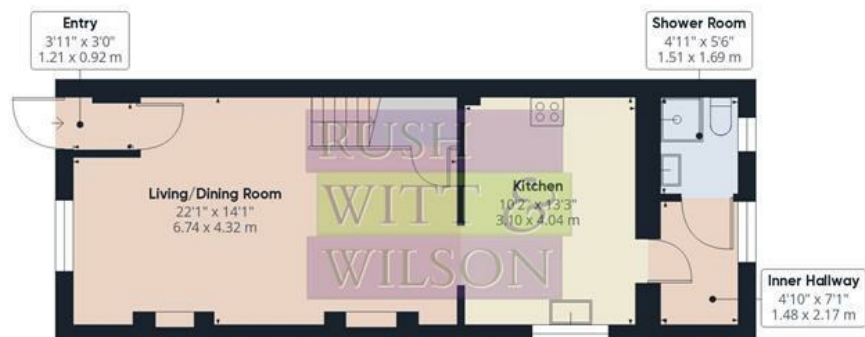 Entry
3'11" x 3'0"
1.21 x 0.92 m
Shower Room
4'11" x 5'6"
1.51 x 1.69 m
Living/Dining Room
22'1" x 14'1"
6.74 x 4.32 m
Kitchen
10'2" x 13'3"
3.10 x 4.04 m
Inner Hallway
4'10" x 7'1"
1.48 x 2.17 m
RUSH
WITT &
WILSON